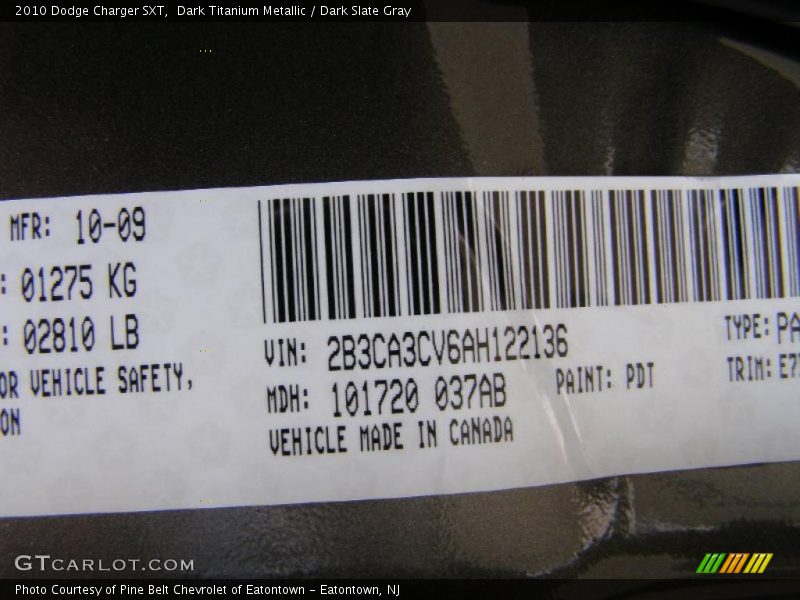 2010 Dodge Charger SXT,  Dark Titanium Metallic / Dark Slate Gray
MFR: 10-09
: 01275 KG
: 02810 LB
OR VEHICLE SAFETY,
ON
VIN: 2B3CA3CV6AH122136
TYPE: PA
MDH: 101720 037AB
PAINT: PDT
TRIM: E7
VEHICLE MADE IN CANADA
GTCARLOT.COM
Photo Courtesy of Pine Belt Chevrolet of Eatontown - Eatontown, NJ